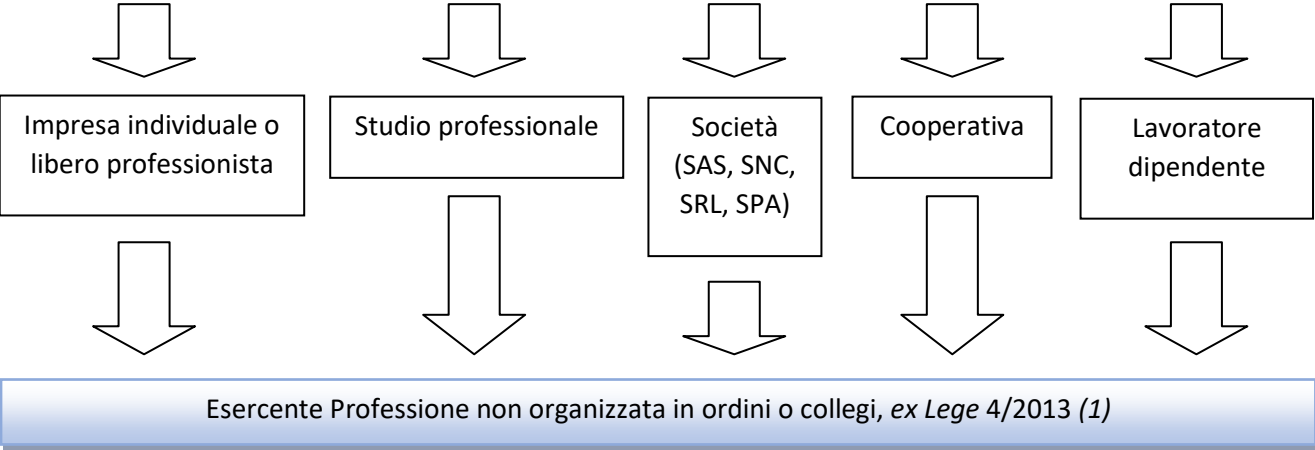 Impresa individuale o
libero professionista
Studio professionale
Società
(SAS, SNC,
SRL, SPA)
Cooperativa
Lavoratore
dipendente
Esercente Professione non organizzata in ordini o collegi, ex Lege 4/2013 (1)